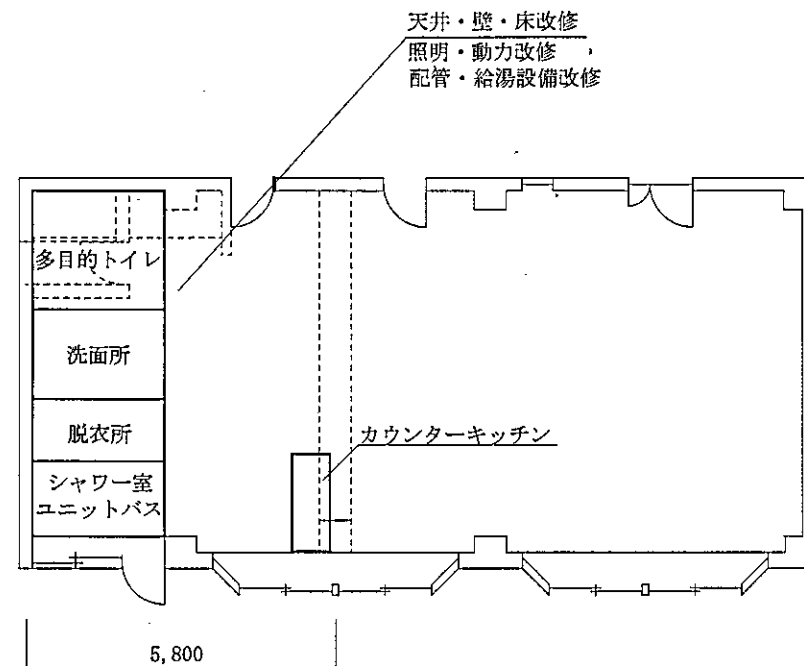 天井・壁・床改修
照明・動力改修
配管・給湯設備改修
多目的トイレ
洗面所
脱衣所
カウンターキッチン
シャワー室
ユニットバス
5,800